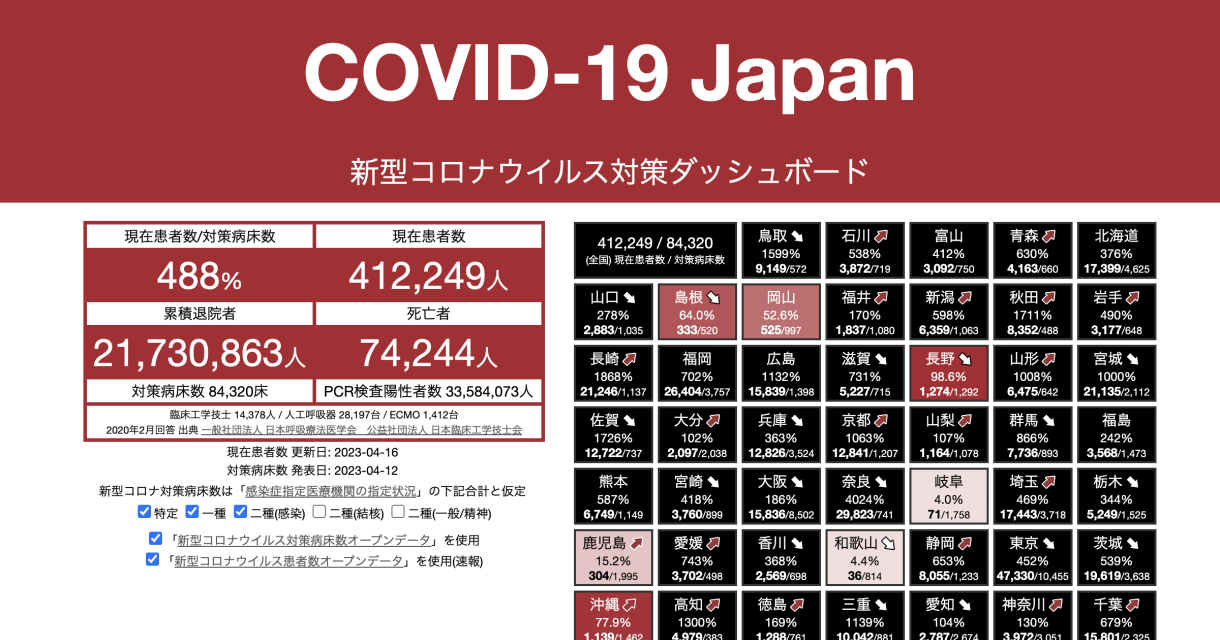 COVID-19 Japan
新型コロナウイルス対策ダッシュボード
現在患者数/対策病床数
現在患者数
488%
412,249人
累積退院者
死亡者
21,730,863人
74,244人
対策病床数 84,320床
PCR検査陽性者数 33,584,073人
臨床工学技士 14,378人 / 人工呼吸器 28,197台 / ECMO 1,412台
2020年2月回答 出典 一般社団法人 日本呼吸療法医学会　公益社団法人 日本臨床工学技士会
現在患者数 更新日: 2023-04-16
対策病床数 発表日: 2023-04-12
新型コロナ対策病床数は「感染症指定医療機関の指定状況」の下記合計と仮定
特定 一種 二種(感染) 二種(結核) 二種(一般/精神)
「新型コロナウイルス対策病床数オープンデータ」を使用
「新型コロナウイルス患者数オープンデータ」を使用(速報)
412,249 / 84,320
(全国) 現在患者数 / 対策病床数
鳥取
1599%
9,149/572
石川
538%
3,872/719
富山
412%
3,092/750
青森
630%
4,163/660
北海道
376%
17,399/4,625
山口
278%
2,883/1,035
島根
64.0%
333/520
岡山
52.6%
525/997
福井
170%
1,837/1,080
新潟
598%
6,359/1,063
秋田
1711%
8,352/488
岩手
490%
3,177/648
長崎
1868%
21,246/1,137
福岡
702%
26,404/3,757
広島
1132%
15,839/1,398
滋賀
731%
5,227/715
長野
98.6%
1,274/1,292
山形
1008%
6,475/642
宮城
1000%
21,135/2,112
佐賀
1726%
12,722/737
大分
102%
2,097/2,038
兵庫
363%
12,826/3,524
京都
1063%
12,841/1,207
山梨
107%
1,164/1,078
群馬
866%
7,736/893
福島
242%
3,568/1,473
熊本
587%
6,749/1,149
宮崎
418%
3,760/899
大阪
186%
15,836/8,502
奈良
4024%
29,823/741
岐阜
4.0%
71/1,758
埼玉
469%
17,443/3,718
栃木
344%
5,249/1,525
鹿児島
15.2%
304/1,995
愛媛
743%
3,702/498
香川
368%
2,569/698
和歌山
4.4%
36/814
静岡
653%
8,055/1,233
東京
452%
47,330/10,455
茨城
539%
19,619/3,638
沖縄
77.9%
1,139/1,462
高知
1300%
4,979/383
徳島
169%
1,288/761
三重
1139%
10,042/881
愛知
104%
2,787/2,674
神奈川
130%
3,972/3,051
千葉
679%
15,801/2,325